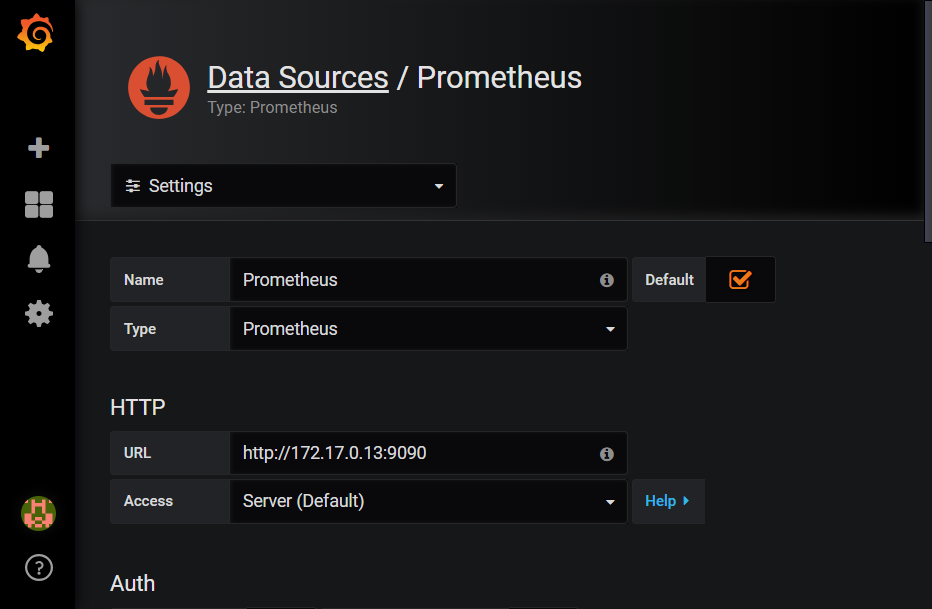 Data Sources / Prometheus
Type: Prometheus
Settings
Name Prometheus Default
Type Prometheus
HTTP
URL http://172.17.0.13:9090
Access Server (Default) Help
Auth